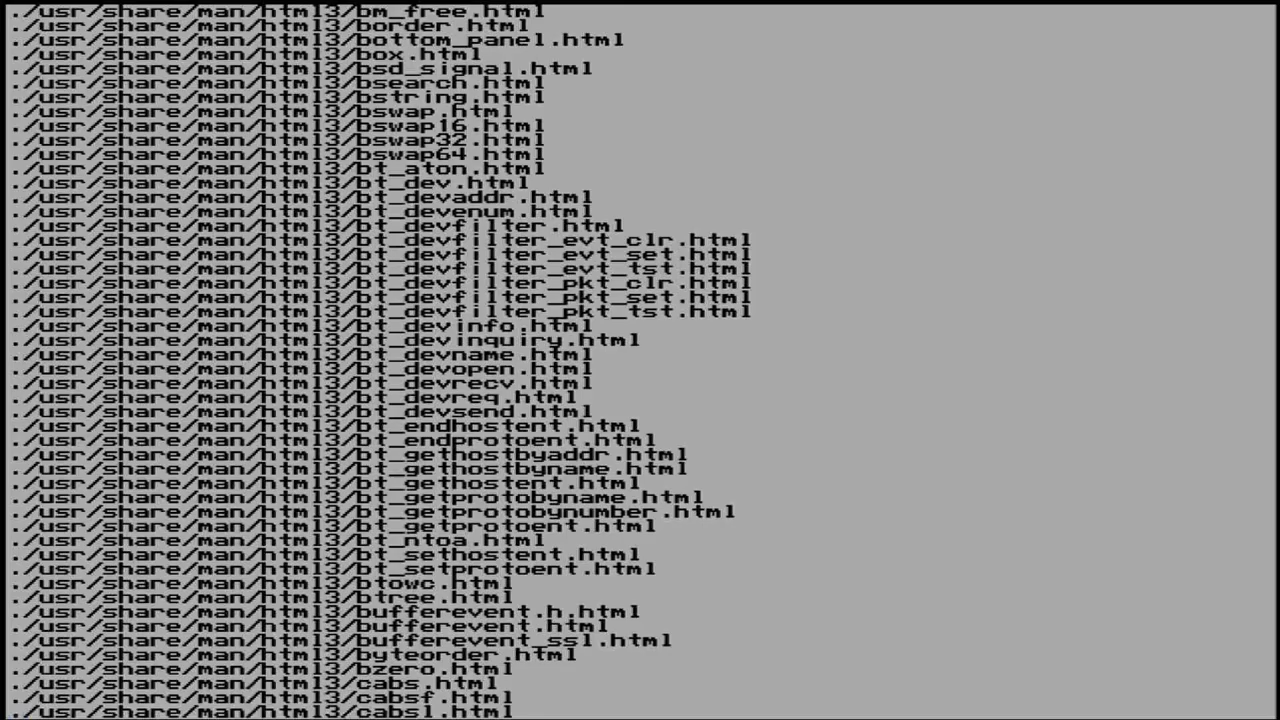 ./usr/share/man/html3/bm_free.html
./usr/share/man/html3/border.html
./usr/share/man/html3/bottom_panel.html
./usr/share/man/html3/box.html
./usr/share/man/html3/bsd_signal.html
./usr/share/man/html3/bsearch.html
./usr/share/man/html3/bstring.html
./usr/share/man/html3/bswap.html
./usr/share/man/html3/bswap16.html
./usr/share/man/html3/bswap32.html
./usr/share/man/html3/bswap64.html
./usr/share/man/html3/bt_aton.html
./usr/share/man/html3/bt_dev.html
./usr/share/man/html3/bt_devaddr.html
./usr/share/man/html3/bt_devenum.html
./usr/share/man/html3/bt_devfilter.html
./usr/share/man/html3/bt_devfilter_evt_clr.html
./usr/share/man/html3/bt_devfilter_evt_set.html
./usr/share/man/html3/bt_devfilter_evt_tst.html
./usr/share/man/html3/bt_devfilter_pkt_clr.html
./usr/share/man/html3/bt_devfilter_pkt_set.html
./usr/share/man/html3/bt_devfilter_pkt_tst.html
./usr/share/man/html3/bt_devinfo.html
./usr/share/man/html3/bt_devinquiry.html
./usr/share/man/html3/bt_devname.html
./usr/share/man/html3/bt_devopen.html
./usr/share/man/html3/bt_devrecv.html
./usr/share/man/html3/bt_devreq.html
./usr/share/man/html3/bt_devsend.html
./usr/share/man/html3/bt_endhostent.html
./usr/share/man/html3/bt_endprotoent.html
./usr/share/man/html3/bt_gethostbyaddr.html
./usr/share/man/html3/bt_gethostbyname.html
./usr/share/man/html3/bt_gethostent.html
./usr/share/man/html3/bt_getprotobyname.html
./usr/share/man/html3/bt_getprotobynumber.html
./usr/share/man/html3/bt_getprotoent.html
./usr/share/man/html3/bt_ntoa.html
./usr/share/man/html3/bt_sethostent.html
./usr/share/man/html3/bt_setprotoent.html
./usr/share/man/html3/btowc.html
./usr/share/man/html3/btree.html
./usr/share/man/html3/bufferevent.h.html
./usr/share/man/html3/bufferevent.html
./usr/share/man/html3/bufferevent_ssl.html
./usr/share/man/html3/byteorder.html
./usr/share/man/html3/bzero.html
./usr/share/man/html3/cabs.html
./usr/share/man/html3/cabsf.html
./usr/share/man/html3/cabsl.html